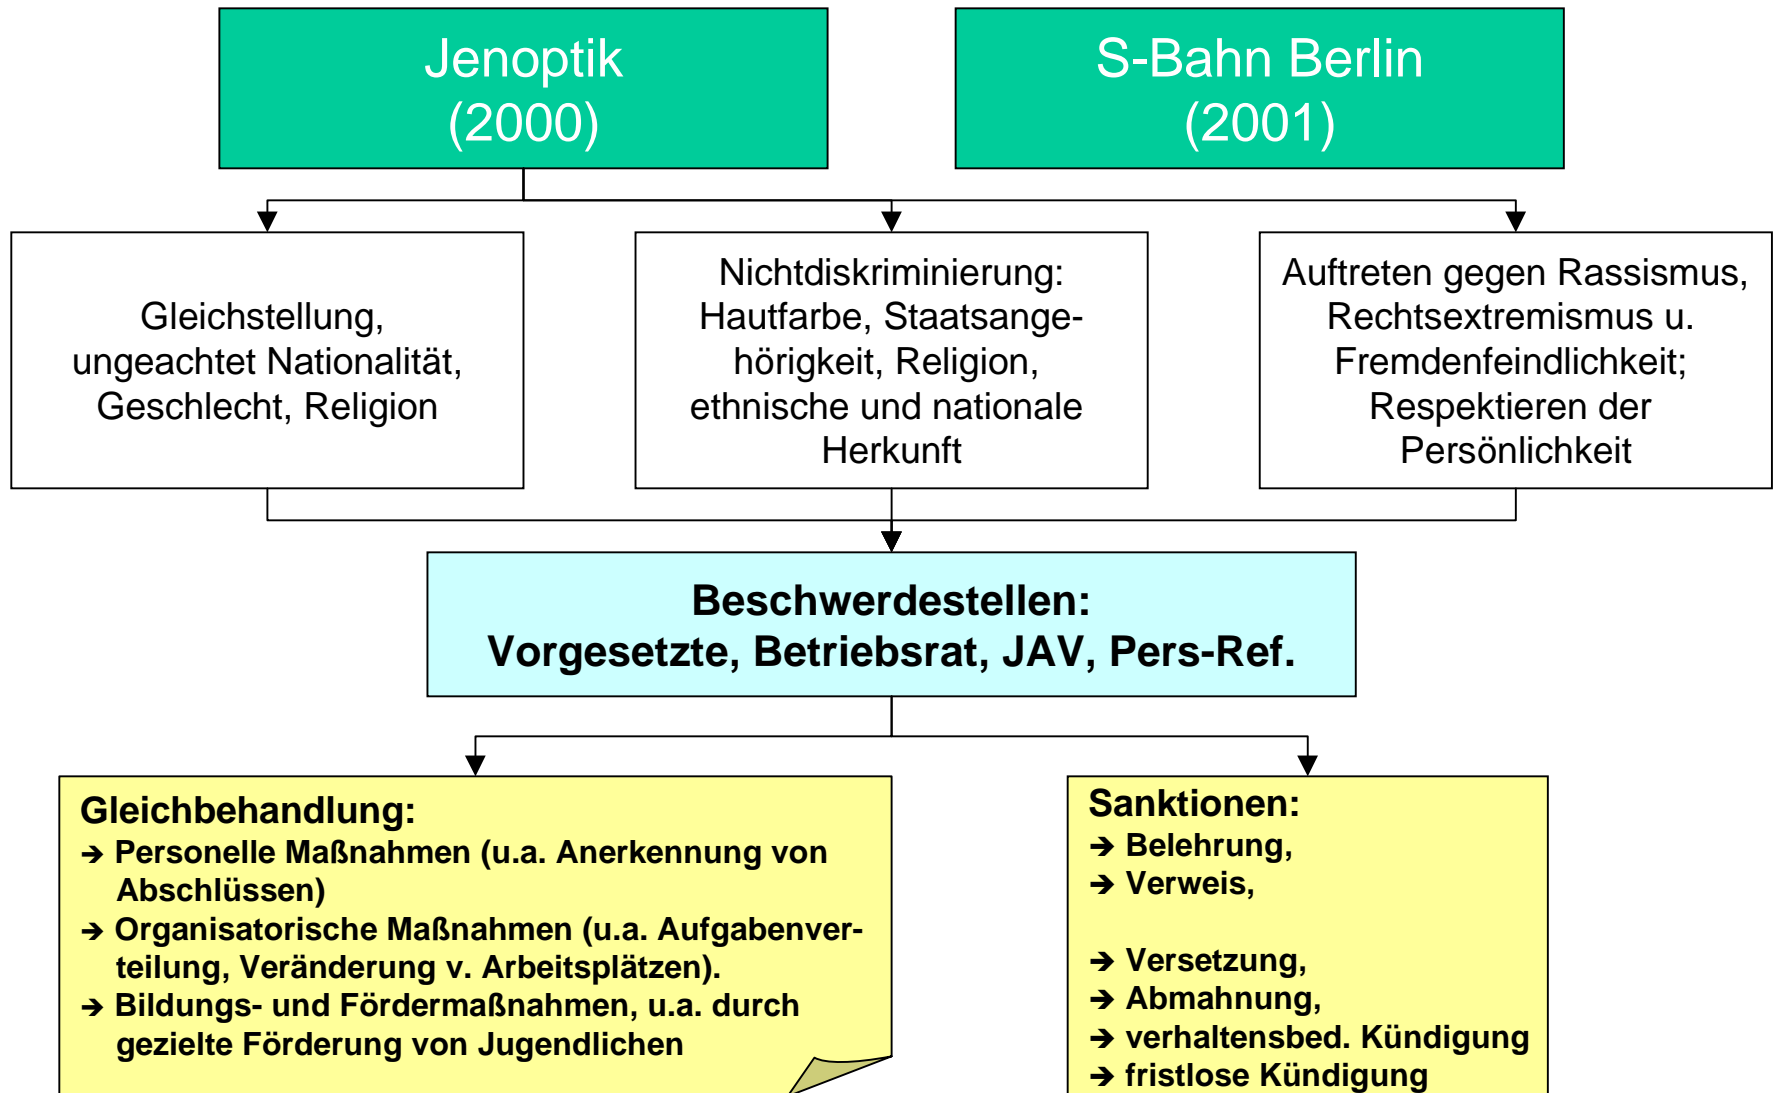 Jenoptik
(2000)
S-Bahn Berlin
(2001)
Gleichstellung,
ungeachtet Nationalität,
Geschlecht, Religion
Nichtdiskriminierung:
Hautfarbe, Staatsange-
hörigkeit, Religion,
ethnische und nationale
Herkunft
Auftreten gegen Rassismus,
Rechtsextremismus u.
Fremdenfeindlichkeit;
Respektieren der
Persönlichkeit
Beschwerdestellen:
Vorgesetzte, Betriebsrat, JAV, Pers-Ref.
Gleichbehandlung:
➔ Personelle Maßnahmen (u.a. Anerkennung von
Abschlüssen)
➔ Organisatorische Maßnahmen (u.a. Aufgabenver-
teilung, Veränderung v. Arbeitsplätzen).
➔ Bildungs- und Fördermaßnahmen, u.a. durch
gezielte Förderung von Jugendlichen
Sanktionen:
➔ Belehrung,
➔ Verweis,
➔ Versetzung,
➔ Abmahnung,
➔ verhaltensbed. Kündigung
➔ fristlose Kündigung